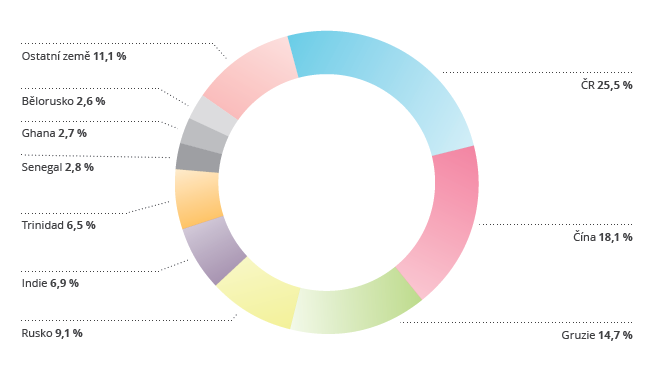 Ostatní země 11,1 %
Bělorusko 2,6 %
Ghana 2,7 %
Senegal 2,8 %
Trinidad 6,5 %
Indie 6,9 %
Rusko 9,1 %
ČR 25,5 %
Čína 18,1 %
Gruzie 14,7 %